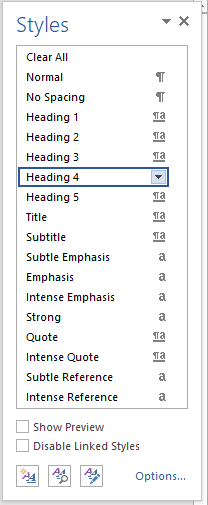 Styles
Clear All
Normal ¶
No Spacing ¶
Heading 1 ¶a
Heading 2 ¶a
Heading 3 ¶a
Heading 4
Heading 5 ¶a
Title ¶a
Subtitle ¶a
Subtle Emphasis a
Emphasis a
Intense Emphasis a
Strong a
Quote ¶a
Intense Quote ¶a
Subtle Reference a
Intense Reference a
Show Preview
Disable Linked Styles
Options...